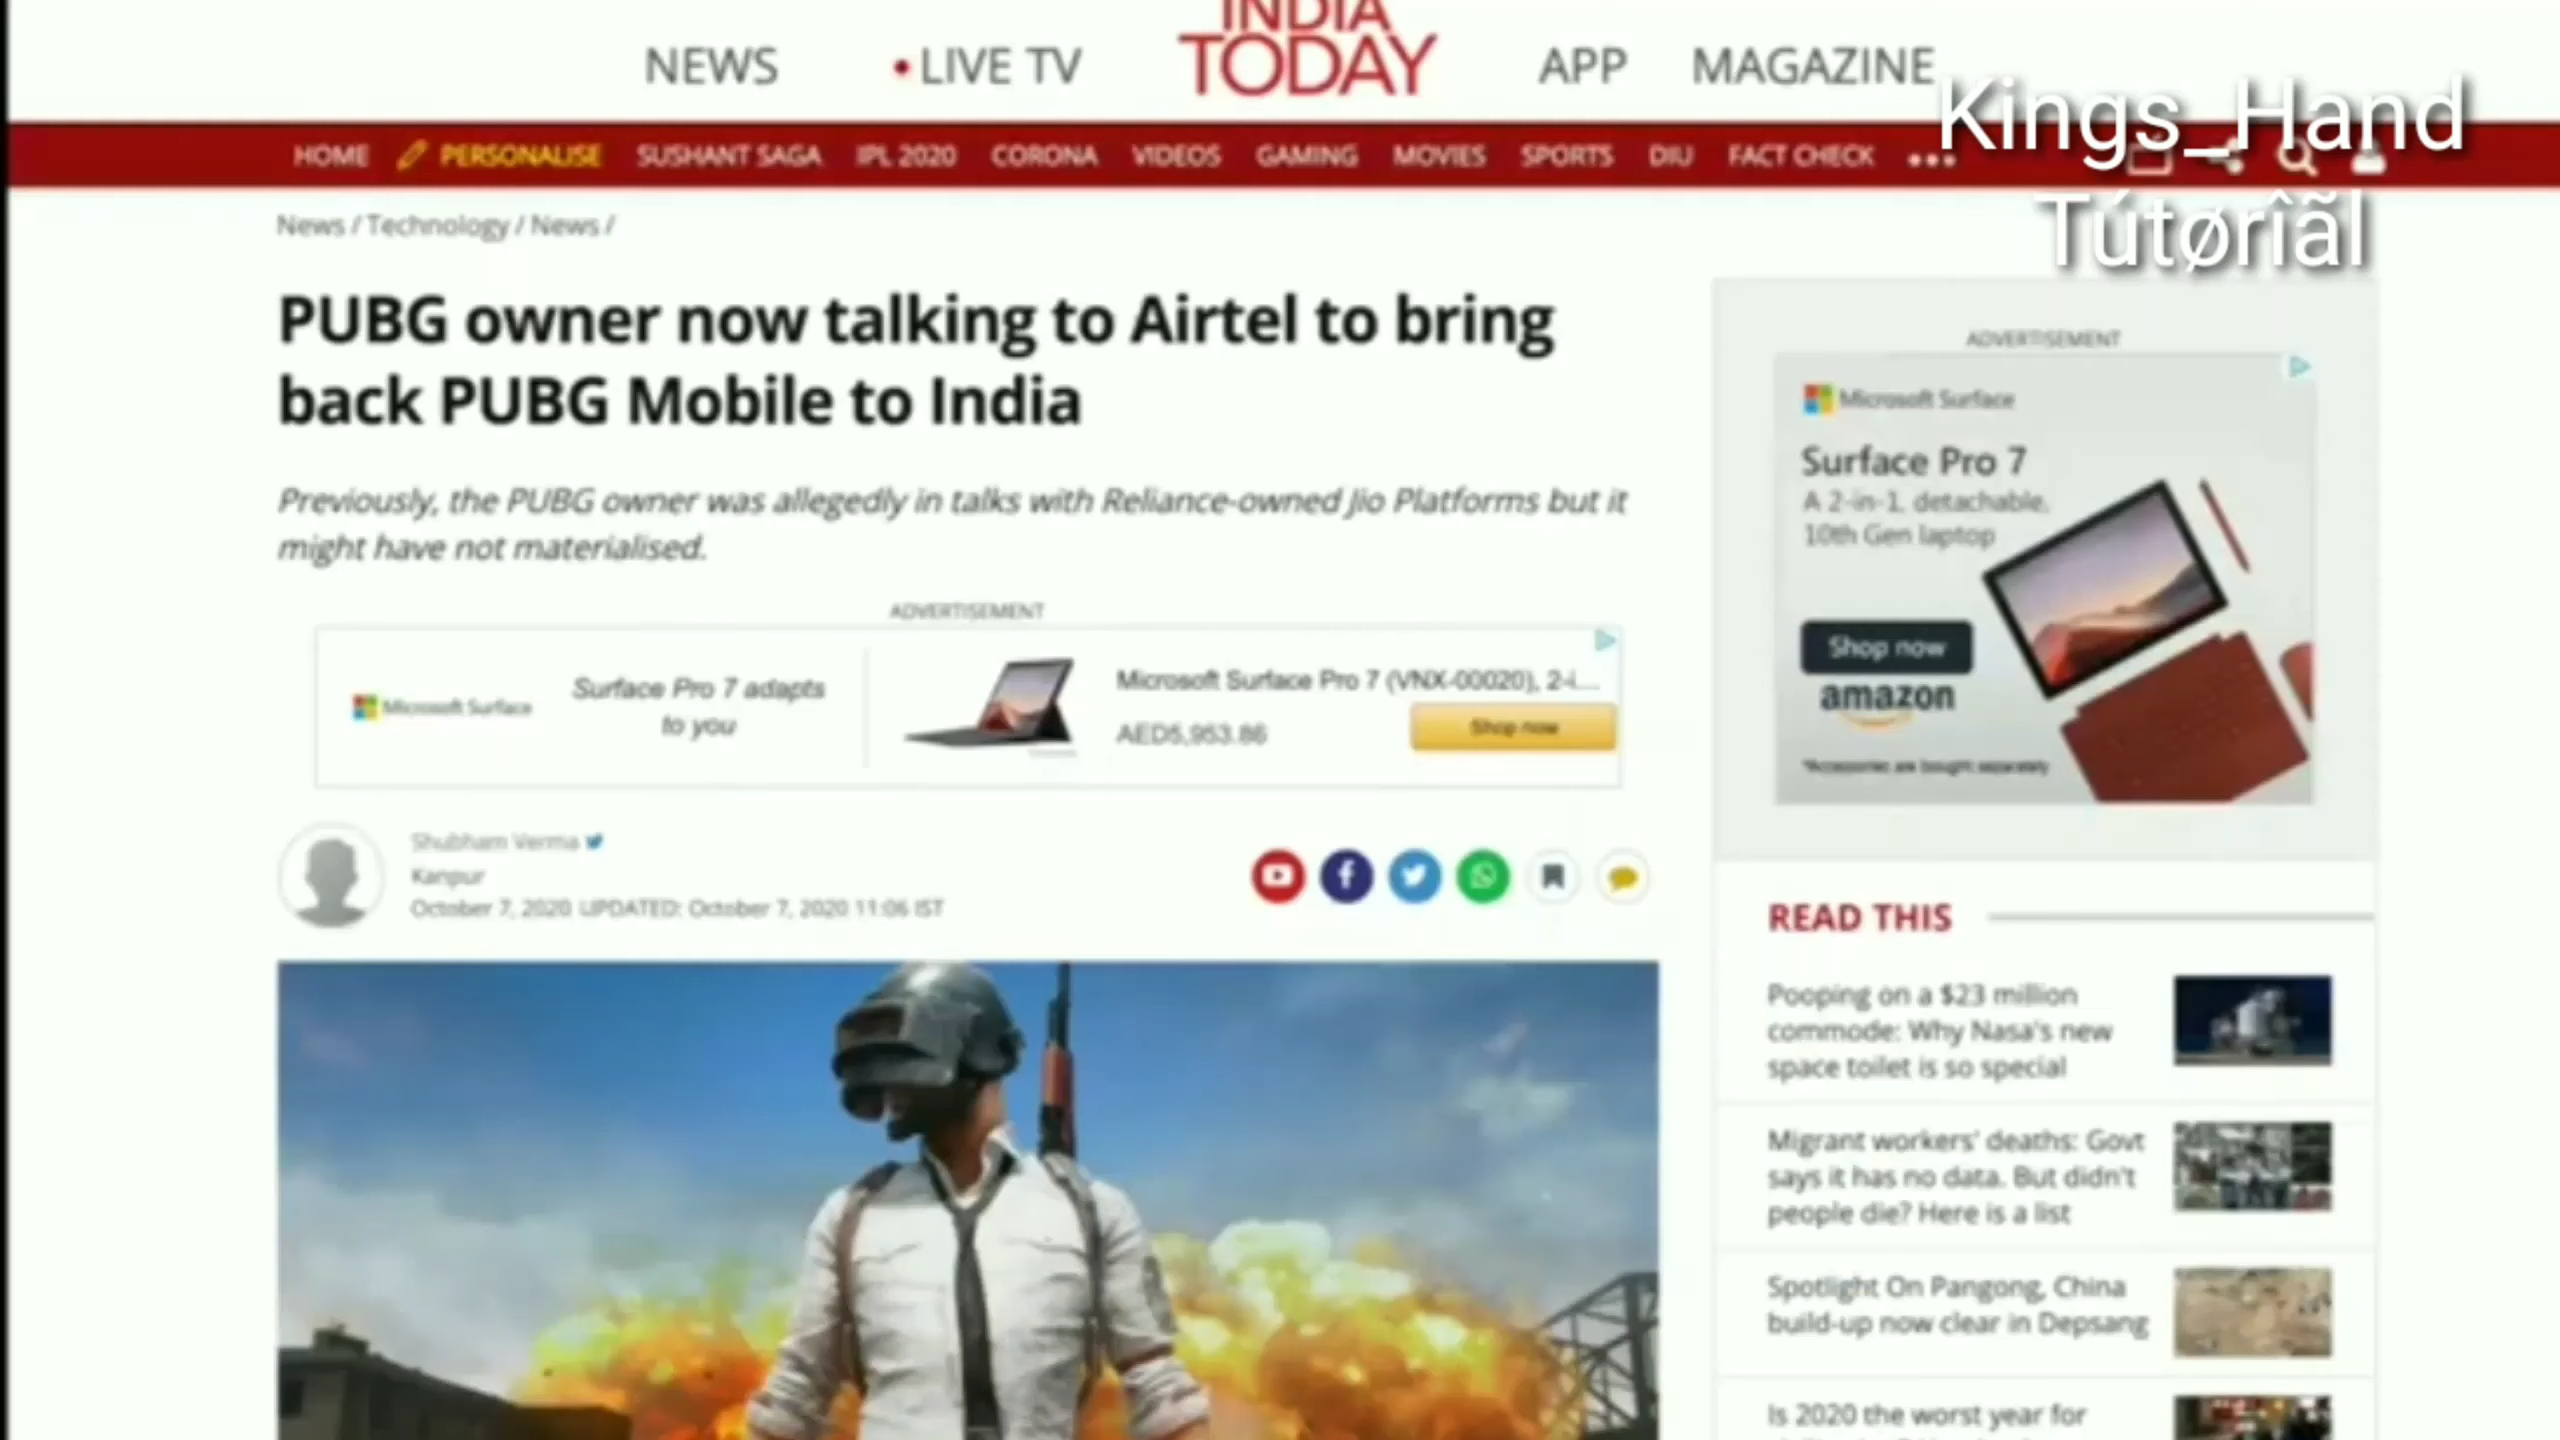 INDIA
TODAY
NEWS
LIVE TV
APP
MAGAZINE
Kings_Hand
Tútørîãl
HOME
PERSONALISE
SUSHANT SAGA
IPL 2020
CORONA
VIDEOS
GAMING
MOVIES
SPORTS
DIU
FACT CHECK
News / Technology / News /
PUBG owner now talking to Airtel to bring
back PUBG Mobile to India
Previously, the PUBG owner was allegedly in talks with Reliance-owned Jio Platforms but it
might have not materialised.
ADVERTISEMENT
Microsoft Surface
Surface Pro 7 adapts
to you
Microsoft Surface Pro 7 (VNX-00020), 2-i...
AED5,953.86
Shop now
Shubham Verma
Kanpur
October 7, 2020 UPDATED: October 7, 2020 11:06 IST
ADVERTISEMENT
Microsoft Surface
Surface Pro 7
A 2-in-1, detachable,
10th Gen laptop
Shop now
amazon
*Accessories are bought separately
READ THIS
Pooping on a $23 million
commode: Why Nasa's new
space toilet is so special
Migrant workers' deaths: Govt
says it has no data. But didn't
people die? Here is a list
Spotlight On Pangong, China
build-up now clear in Depsang
Is 2020 the worst year for